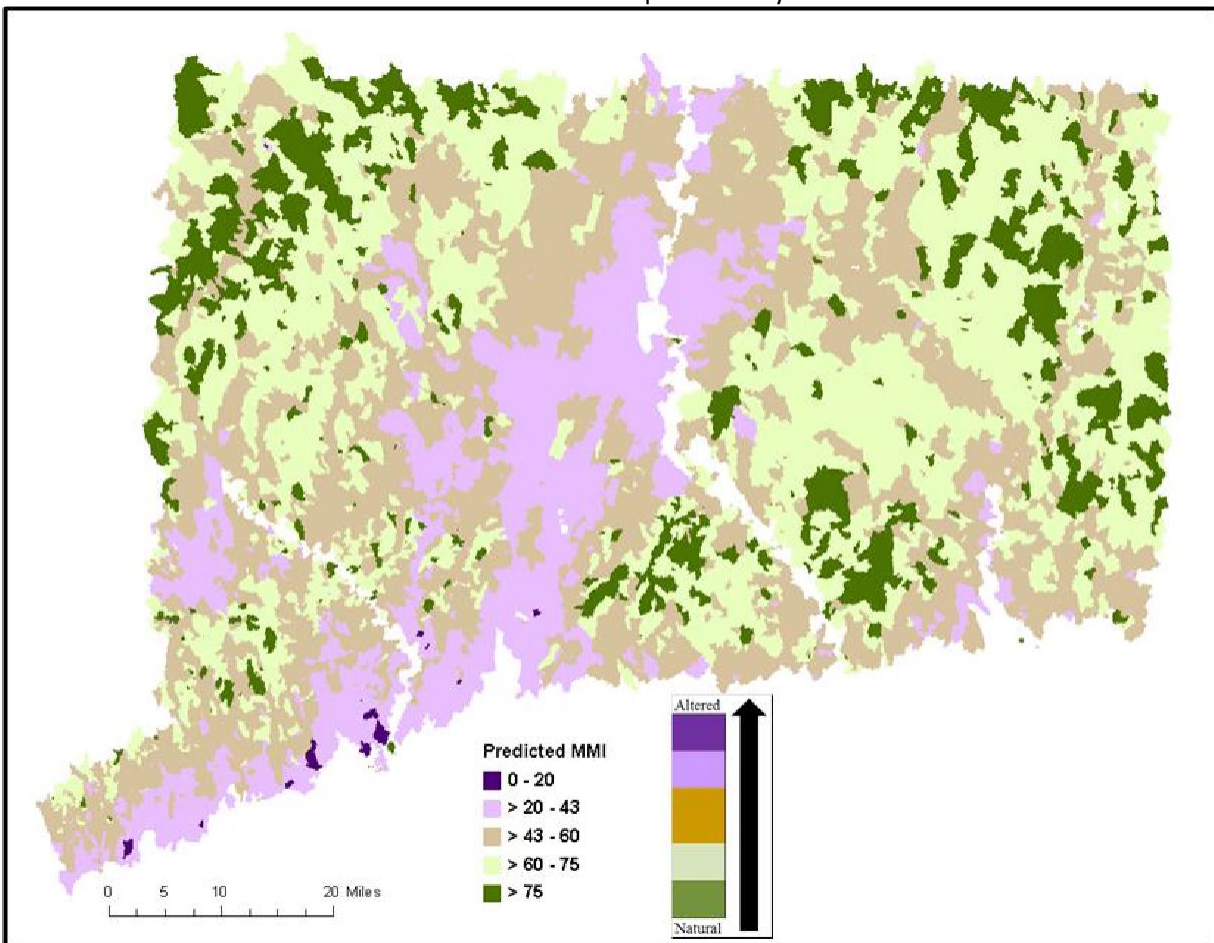 Altered
Predicted MMI
0 - 20
> 20 - 43
> 43 - 60
> 60 - 75
> 75
0 5 10 20 Miles
Natural